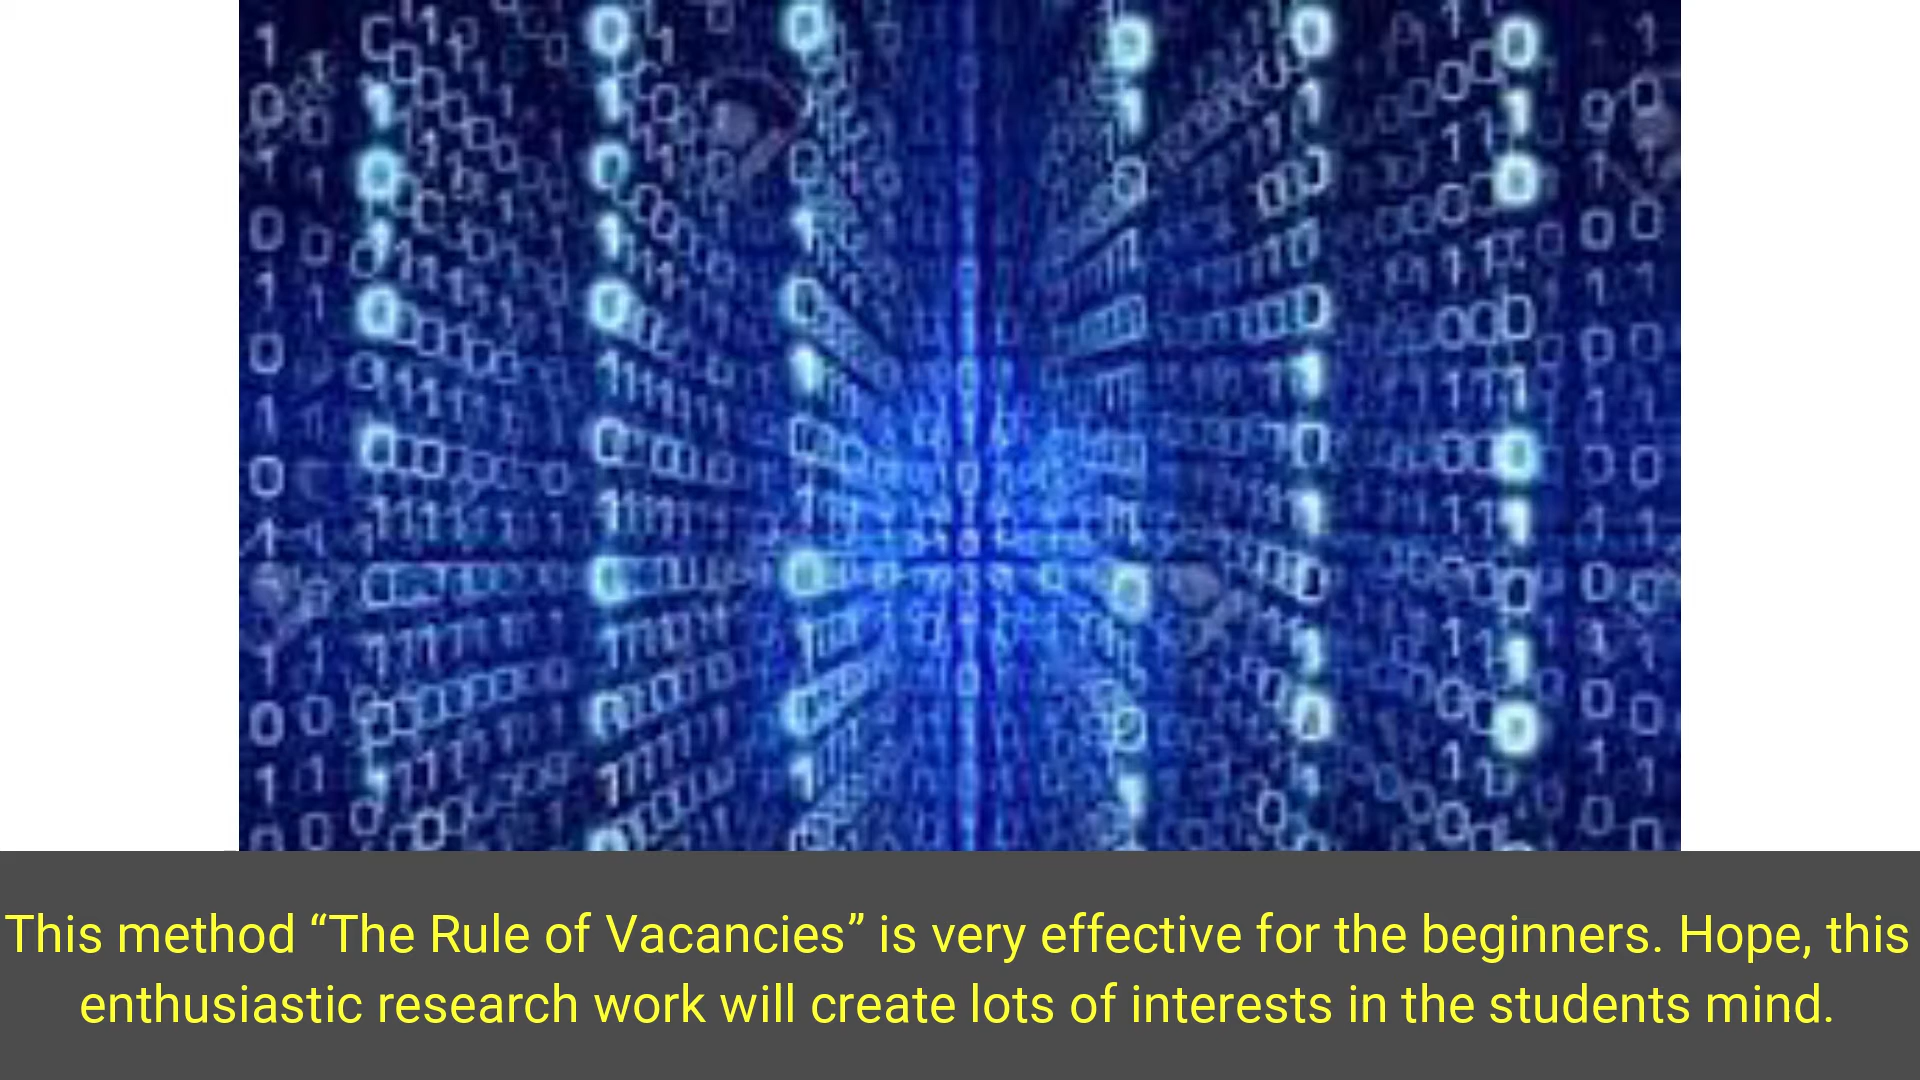 This method “The Rule of Vacancies” is very effective for the beginners. Hope, this
enthusiastic research work will create lots of interests in the students mind.